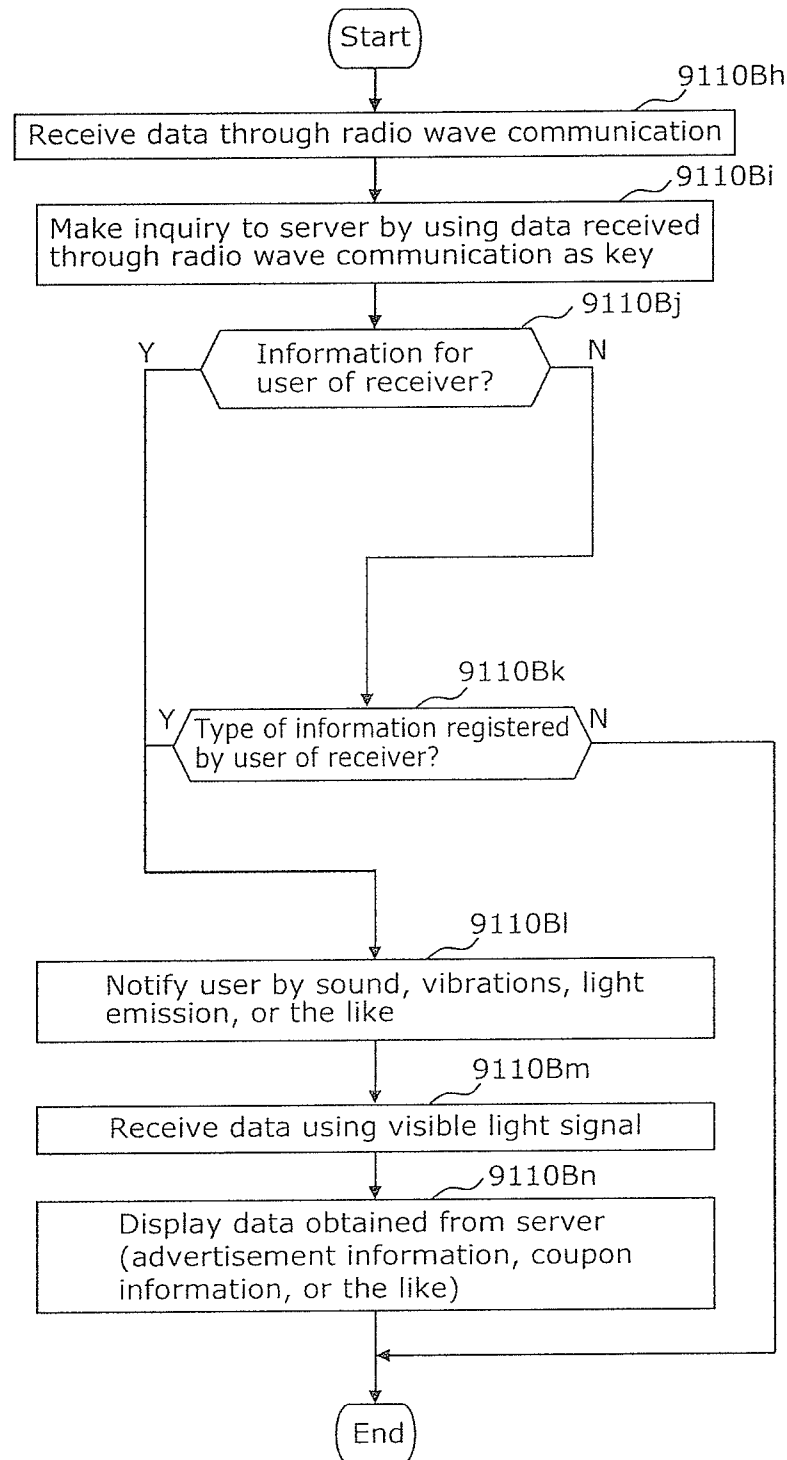 Start
9110Bh
Receive data through radio wave communication
9110Bi
Make inquiry to server by using data received
through radio wave communication as key
9110Bj
Y
Information for
user of receiver?
N
9110Bk
Y
Type of information registered
by user of receiver?
N
9110Bl
Notify user by sound, vibrations, light
emission, or the like
9110Bm
Receive data using visible light signal
9110Bn
Display data obtained from server
(advertisement information, coupon
information, or the like)
End